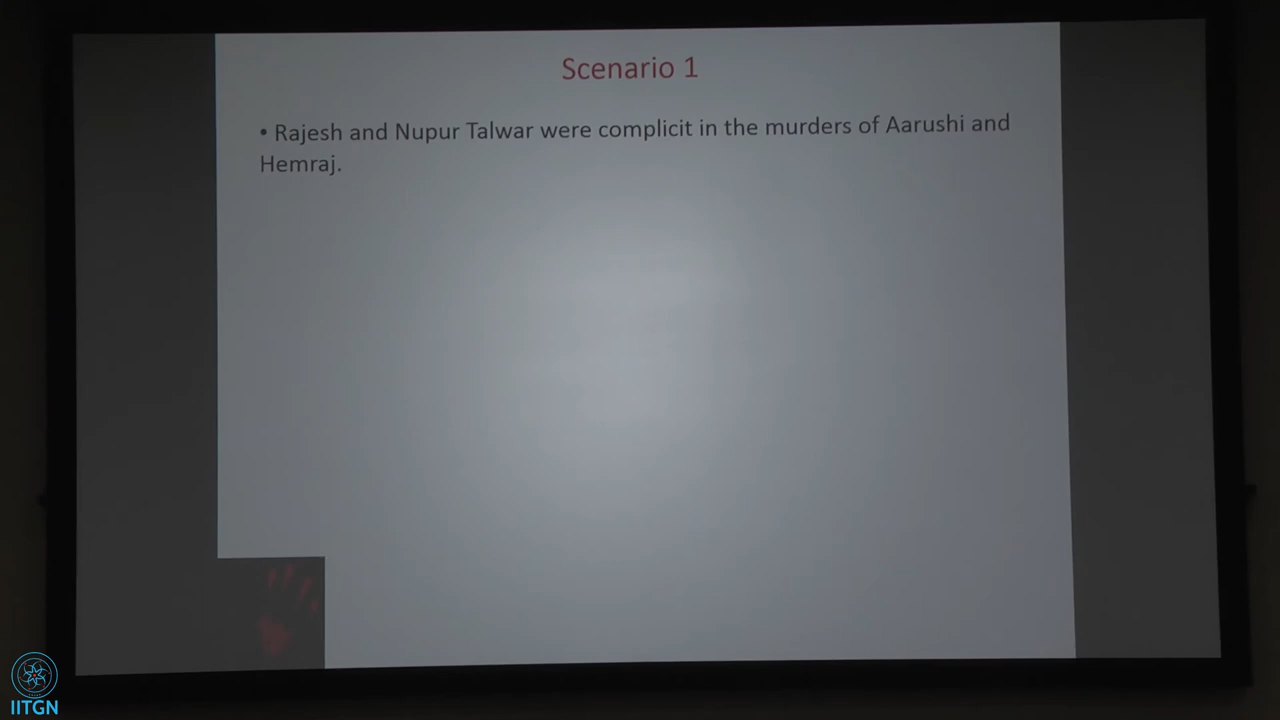 Scenario 1
• Rajesh and Nupur Talwar were complicit in the murders of Aarushi and
Hemraj.
IITGN